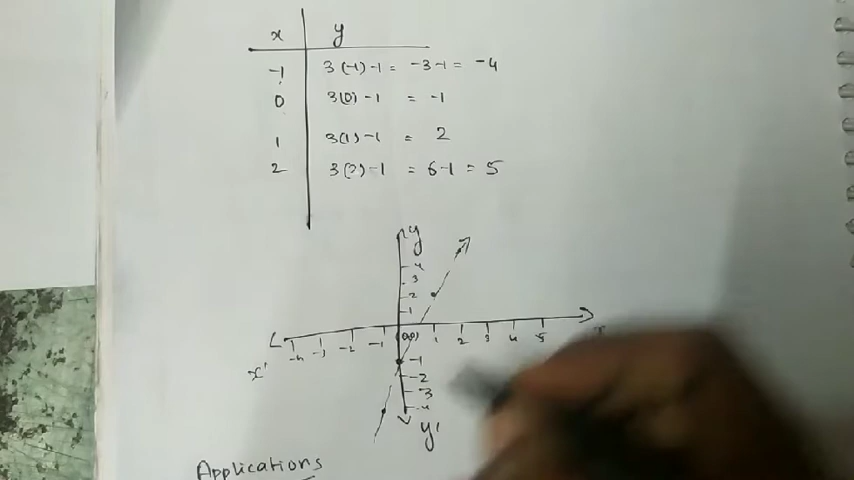 x y
-1 3(-1)-1 = -3-1 = -4
0 3(0)-1 = -1
1 3(1)-1 = 2
2 3(2)-1 = 6-1 = 5
y
4
3
2
1
-4 -3 -2 -1 (0,0) 1 2 3 4 5 x
x'
-1
-2
-3
-4
y'
Applications